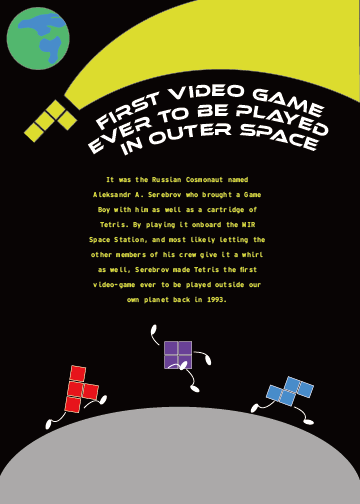 FIRST VIDEO GAME
EVER TO BE PLAYED
IN OUTER SPACE
It was the Russian Cosmonaut named
Aleksandr A. Serebrov who brought a Game
Boy with him as well as a cartridge of
Tetris. By playing it onboard the MIR
Space Station, and most likely letting the
other members of his crew give it a whirl
as well, Serebrov made Tetris the first
video-game ever to be played outside our
own planet back in 1993.